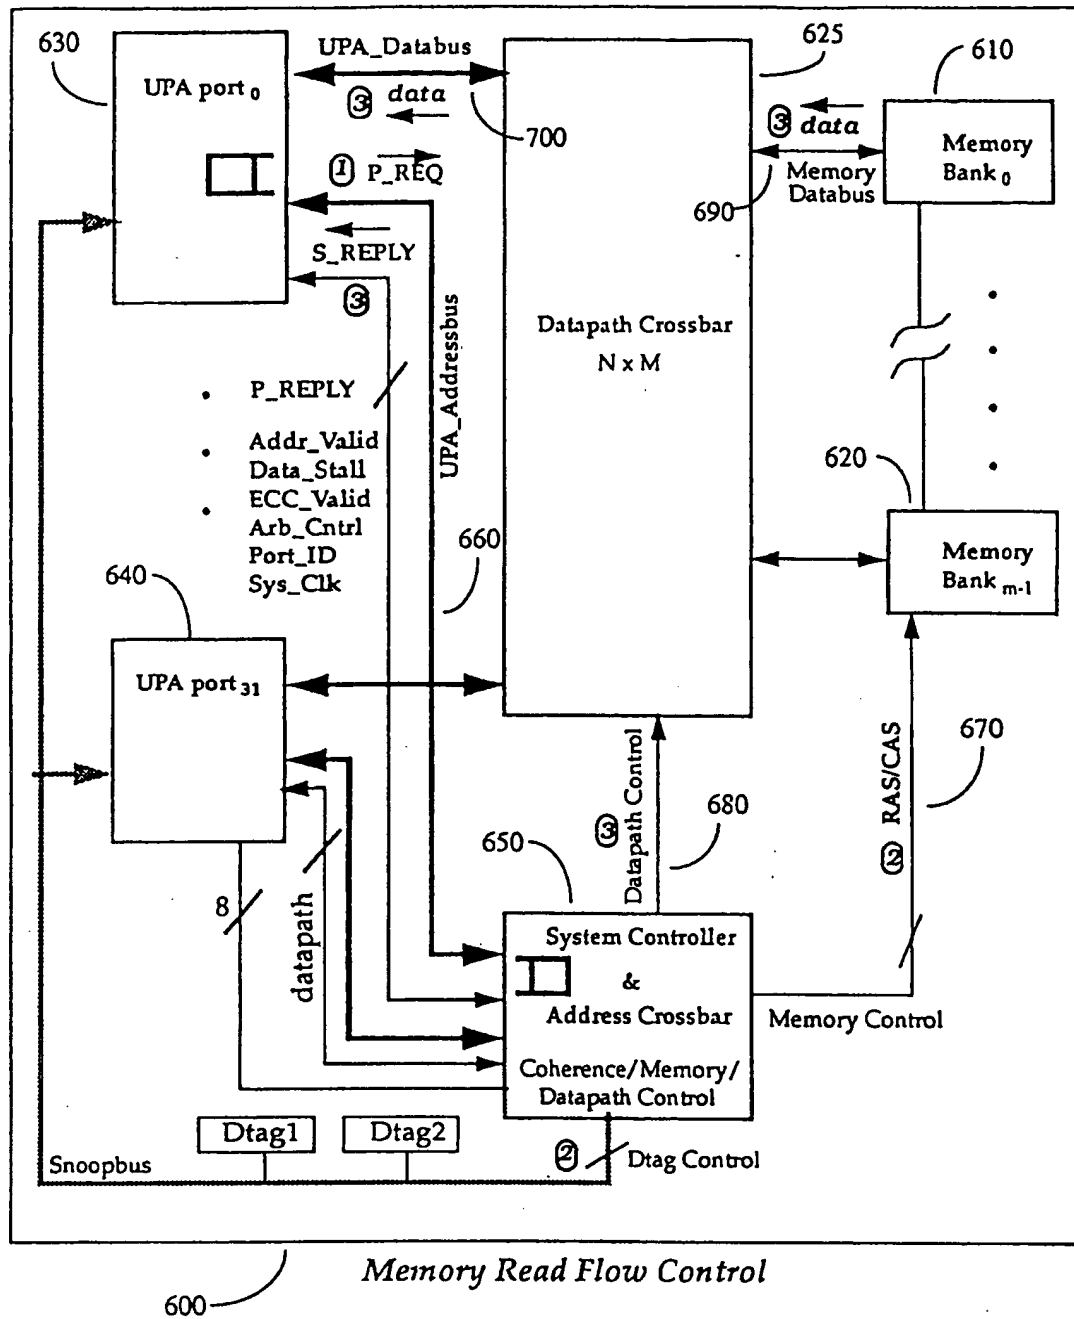 630
UPA port 0
UPA_Databus
3 data
700
1 P_REQ
S_REPLY
3
UPA_Addressbus
Datapath Crossbar
N x M
625
610
3 data
Memory Databus
690
Memory
Bank 0
P_REPLY
Addr_Valid
Data_Stall
ECC_Valid
Arb_Cntrl
Port_ID
Sys_Clk
660
640
UPA port 31
620
Memory
Bank m-1
670
2 RAS/CAS
680
3 Datapath Control
650
8
datapath
System Controller
&
Address Crossbar
Coherence/Memory/
Datapath Control
Memory Control
Dtag1
Dtag2
Snoopbus
2
Dtag Control
Memory Read Flow Control
600